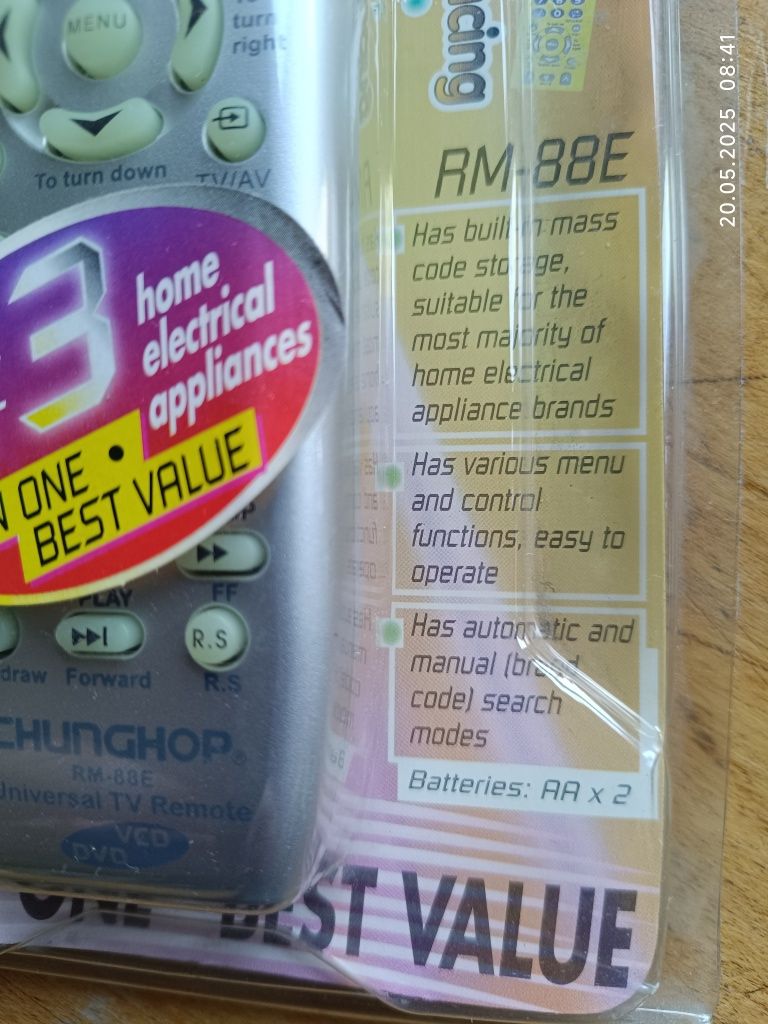 20.05.2025 08:41
MENU
turn
right
To turn down
TV/AV
cing
RM-88E
Has built-in mass
code storage,
suitable for the
most majority of
home electrical
appliance brands
Has various menu
and control
functions, easy to
operate
Has automatic and
manual (brand
code) search
modes
Batteries: AA x 2
3
home
electrical
appliances
ONE •
BEST VALUE
FF
PLAY
R.S
draw
Forward
R.S
CHUNGHOP®
RM-88E
Universal TV Remote
VCD
DVD
ONE BEST VALUE